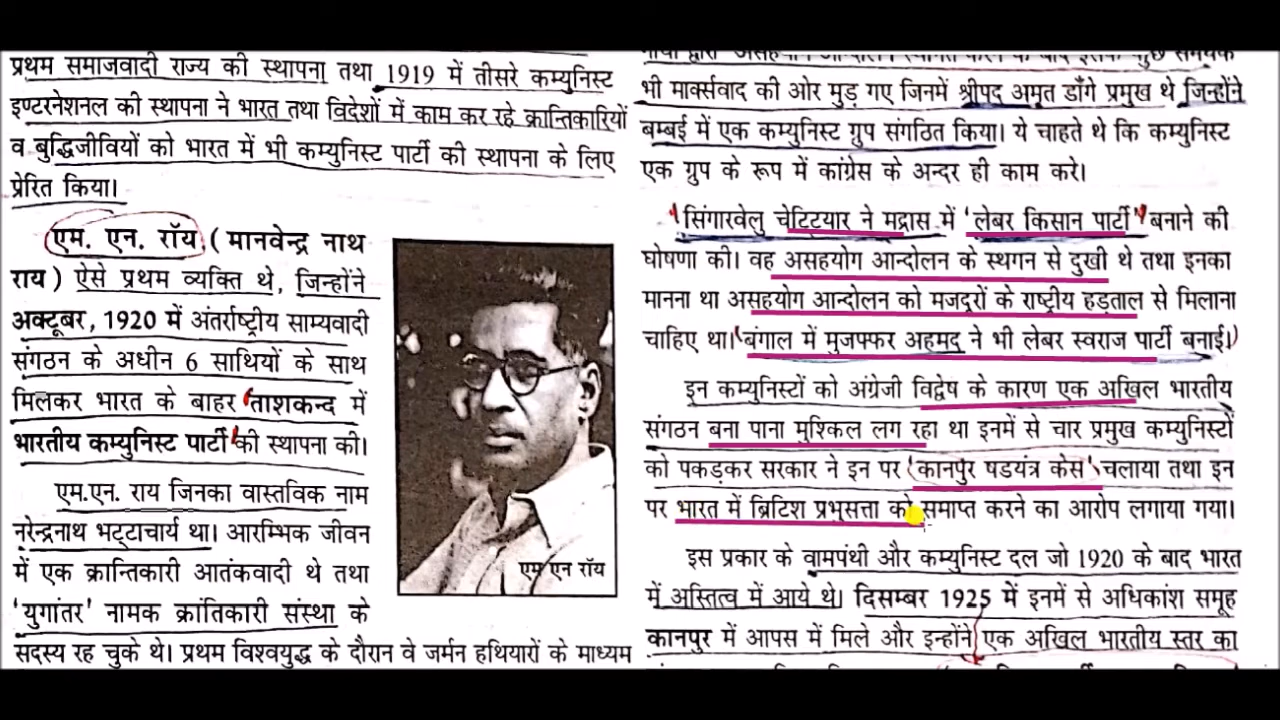 प्रथम समाजवादी राज्य की स्थापना तथा 1919 में तीसरे कम्युनिस्ट
इण्टरनेशनल की स्थापना ने भारत तथा विदेशों में काम कर रहे क्रान्तिकारियों
व बुद्धिजीवियों को भारत में भी कम्युनिस्ट पार्टी की स्थापना के लिए
प्रेरित किया।
एम. एन. रॉय ( मानवेन्द्र नाथ
राय) ऐसे प्रथम व्यक्ति थे, जिन्होंने
अक्टूबर, 1920 में अंतर्राष्ट्रीय साम्यवादी
संगठन के अधीन 6 साथियों के साथ
मिलकर भारत के बाहर 'ताशकन्द में
भारतीय कम्युनिस्ट पार्टी' की स्थापना की।
एम.एन. राय जिनका वास्तविक नाम
नरेन्द्रनाथ भट्टाचार्य था। आरम्भिक जीवन
में एक क्रान्तिकारी आतंकवादी थे तथा
'युगांतर' नामक क्रांतिकारी संस्था के
सदस्य रह चुके थे। प्रथम विश्वयुद्ध के दौरान वे जर्मन हथियारों के माध्यम
एम एन रॉय
भी मार्क्सवाद की ओर मुड़ गए जिनमें श्रीपद अमृत डाँगे प्रमुख थे जिन्होंने
बम्बई में एक कम्युनिस्ट ग्रुप संगठित किया। ये चाहते थे कि कम्युनिस्ट
एक ग्रुप के रूप में कांग्रेस के अन्दर ही काम करे।
'सिंगारवेलु चेट्टियार ने मद्रास में 'लेबर किसान पार्टी' बनाने की
घोषणा की। वह असहयोग आन्दोलन के स्थगन से दुखी थे तथा इनका
मानना था असहयोग आन्दोलन को मजदूरों के राष्ट्रीय हड़ताल से मिलाना
चाहिए था। (बंगाल में मुजफ्फर अहमद ने भी लेबर स्वराज पार्टी बनाई।)
इन कम्युनिस्टों को अंग्रेजी विद्वेष के कारण एक अखिल भारतीय
संगठन बना पाना मुश्किल लग रहा था इनमें से चार प्रमुख कम्युनिस्टों
को पकड़कर सरकार ने इन पर 'कानपुर षडयंत्र केस' चलाया तथा इन
पर भारत में ब्रिटिश प्रभुसत्ता को समाप्त करने का आरोप लगाया गया।
इस प्रकार के वामपंथी और कम्युनिस्ट दल जो 1920 के बाद भारत
में अस्तित्व में आये थे। दिसम्बर 1925 में इनमें से अधिकांश समूह
कानपुर में आपस में मिले और इन्होंने एक अखिल भारतीय स्तर का